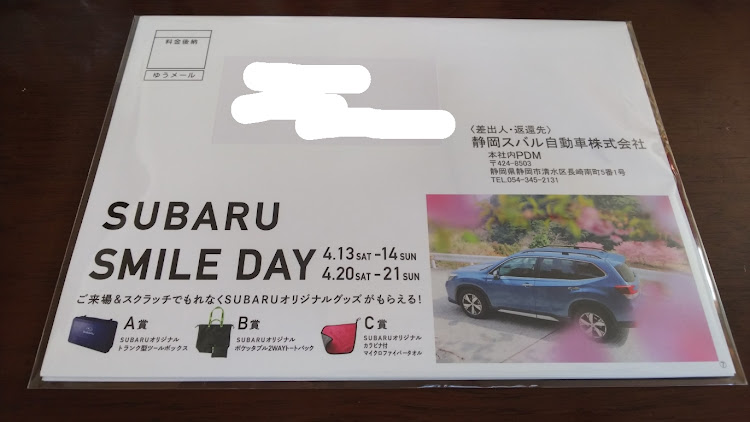 料金後納
ゆうメール
〈差出人・返還先〉
静岡スバル自動車株式会社
本社内PDM
〒424-8503
静岡県静岡市清水区長崎南町5番1号
TEL.054-345-2131
SUBARU
SMILE DAY
4.13 SAT -14 SUN
4.20 SAT -21 SUN
ご来場&スクラッチでもれなくSUBARUオリジナルグッズがもらえる!
A賞
SUBARUオリジナル
トランク型ツールボックス
B賞
SUBARUオリジナル
ポケッタブル2WAYトートバック
C賞
SUBARUオリジナル
カラビナ付
マイクロファイバータオル
⑦